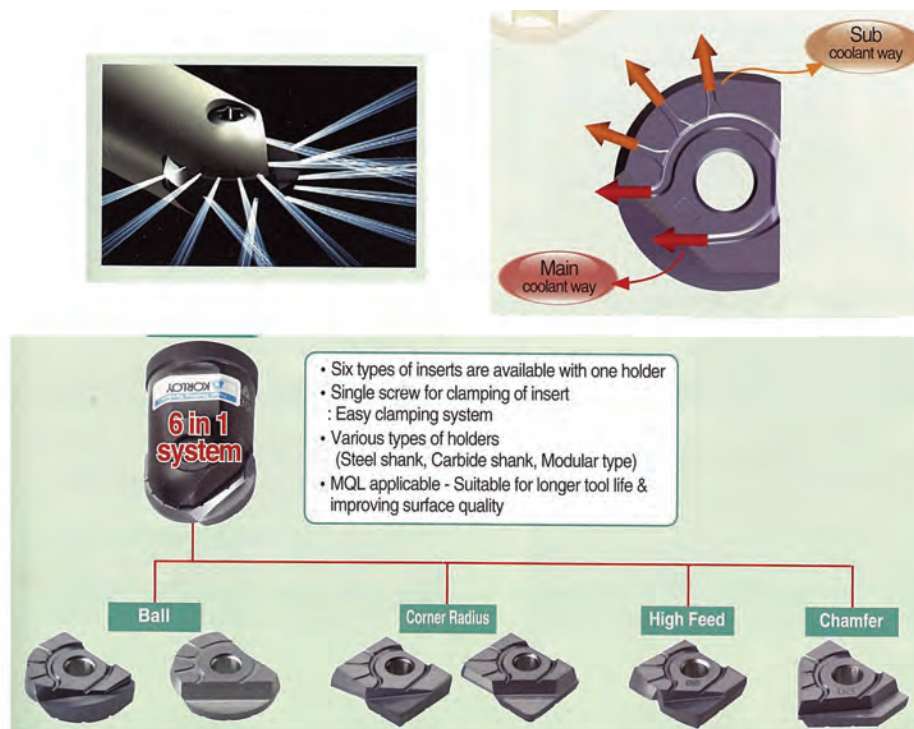 Sub
coolant way
Main
coolant way
KORLOY
6 in 1
system
• Six types of inserts are available with one holder
• Single screw for clamping of insert
: Easy clamping system
• Various types of holders
(Steel shank, Carbide shank, Modular type)
• MQL applicable - Suitable for longer tool life &
improving surface quality
Ball
Corner Radius
High Feed
Chamfer